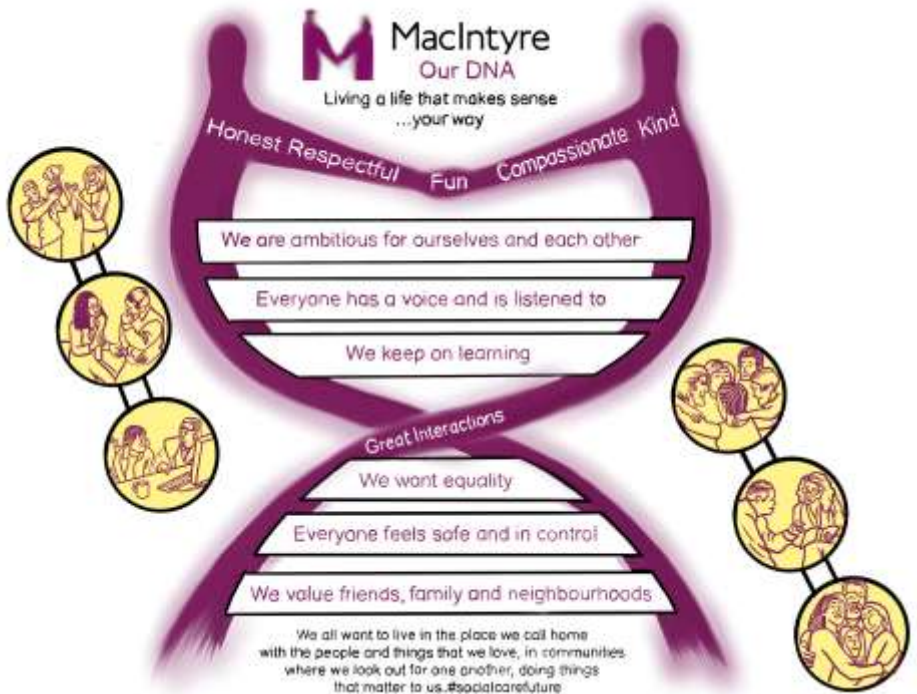 MacIntyre
Our DNA
Living a life that makes sense
...your way
Honest Respectful Fun Compassionate Kind
We are ambitious for ourselves and each other
Everyone has a voice and is listened to
We keep on learning
Great Interactions
We want equality
Everyone feels safe and in control
We value friends, family and neighbourhoods
We all want to live in the place we call home
with the people and things that we love, in communities
where we look out for one another, doing things
that matter to us.#socialcarefuture